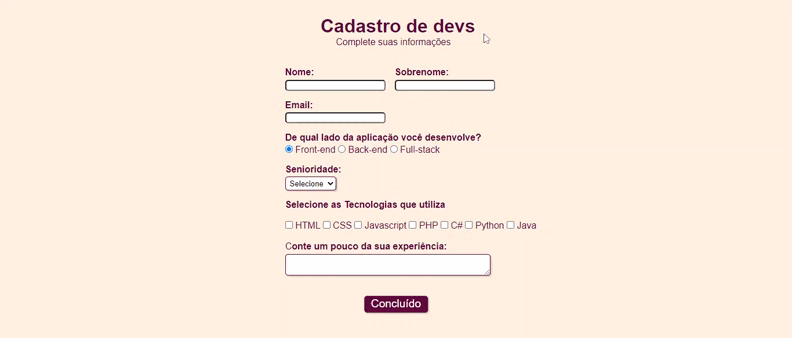 Cadastro de devs
Complete suas informações
Nome: Sobrenome:
Email:
De qual lado da aplicação você desenvolve?
Front-end Back-end Full-stack
Senioridade:
Selecione
Selecione as Tecnologias que utiliza
HTML CSS Javascript PHP C# Python Java
Conte um pouco da sua experiência:
Concluído